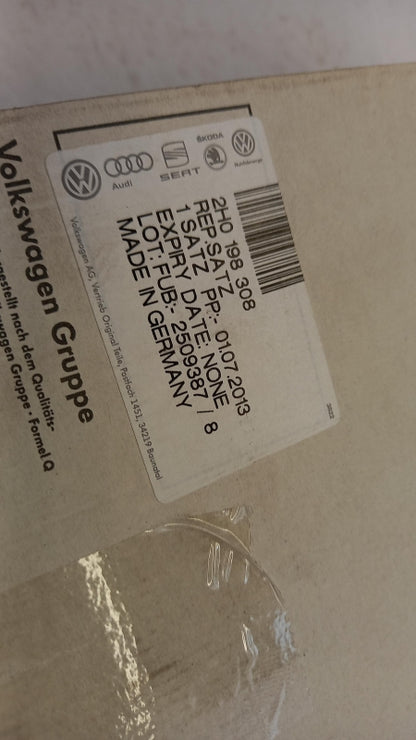 Volkswagen Gruppe
gestellt nach dem Qualitäts-
wagen Gruppe · Formel Q
Audi
SEAT
ŠKODA
Nutzfahrzeuge
2H0 198 308
REP.SATZ
1 SATZ PP:- 01.07.2013
EXPIRY DATE: NONE
LOT: FUB:- 2509387 / 8
MADE IN GERMANY
Volkswagen AG, Vertrieb Original Teile, Postfach 1451, 34219 Baunatal